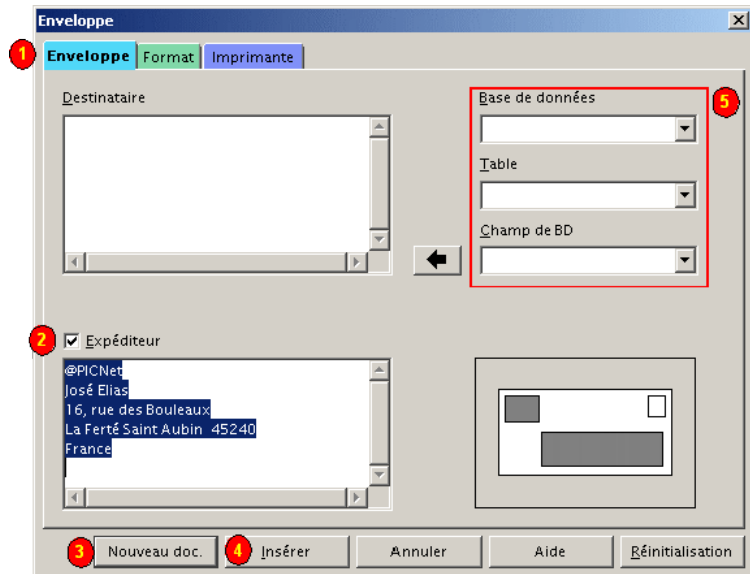 Enveloppe
1 Enveloppe Format Imprimante
Destinataire
Base de données 5
Table
Champ de BD
2 Expéditeur
@PICNet
José Elias
16, rue des Bouleaux
La Ferté Saint Aubin 45240
France
3 Nouveau doc. 4 Insérer Annuler Aide Réinitialisation